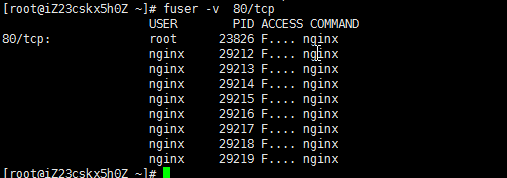 [root@iZ23cskx5h0Z ~]# fuser -v  80/tcp
                     USER        PID ACCESS COMMAND
80/tcp:              root      23826 F.... nginx
                     nginx     29212 F.... nginx
                     nginx     29213 F.... nginx
                     nginx     29214 F.... nginx
                     nginx     29215 F.... nginx
                     nginx     29216 F.... nginx
                     nginx     29217 F.... nginx
                     nginx     29218 F.... nginx
                     nginx     29219 F.... nginx
[root@iZ23cskx5h0Z ~]#